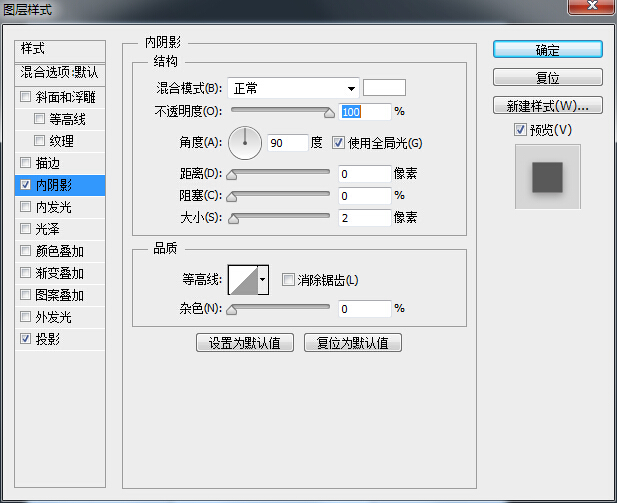 图层样式
样式
混合选项:默认
斜面和浮雕
等高线
纹理
描边
内阴影
内发光
光泽
颜色叠加
渐变叠加
图案叠加
外发光
投影
内阴影
结构
混合模式(B): 正常
不透明度(O): 100 %
角度(A): 90 度 使用全局光(G)
距离(D): 0 像素
阻塞(C): 0 %
大小(S): 2 像素
品质
等高线: 消除锯齿(L)
杂色(N): 0 %
设置为默认值 复位为默认值
确定
复位
新建样式(W)...
预览(V)